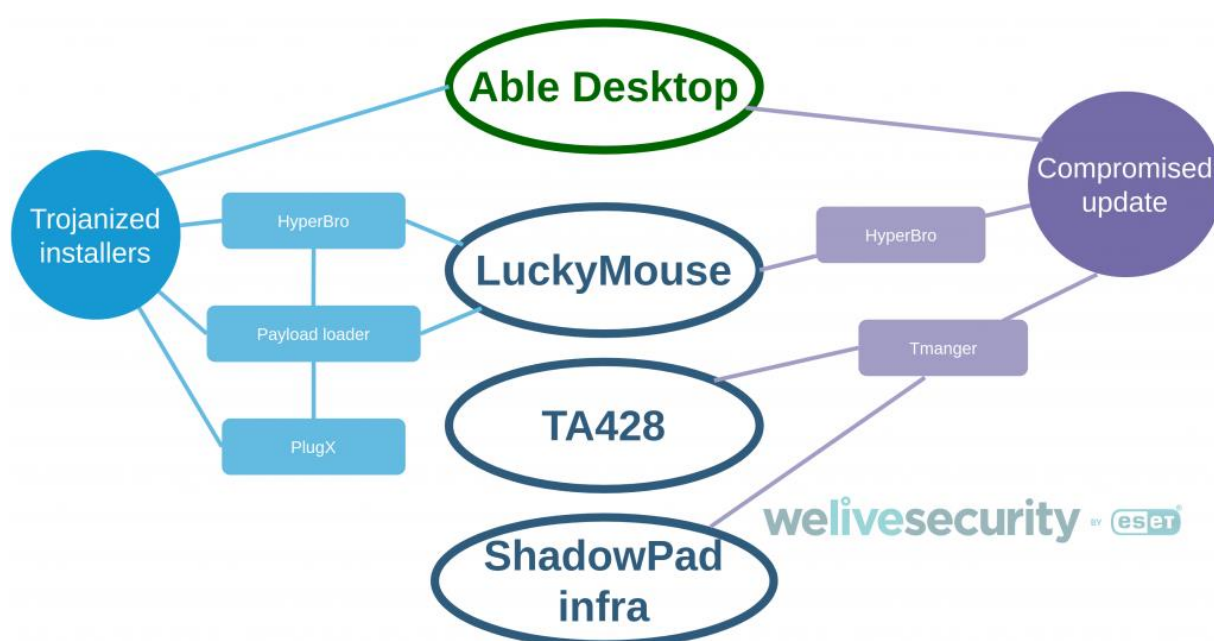 Able Desktop
Trojanized
installers
Compromised
update
HyperBro
LuckyMouse
HyperBro
Payload loader
Tmanger
TA428
PlugX
welivesecurity BY eset®
ShadowPad
infra